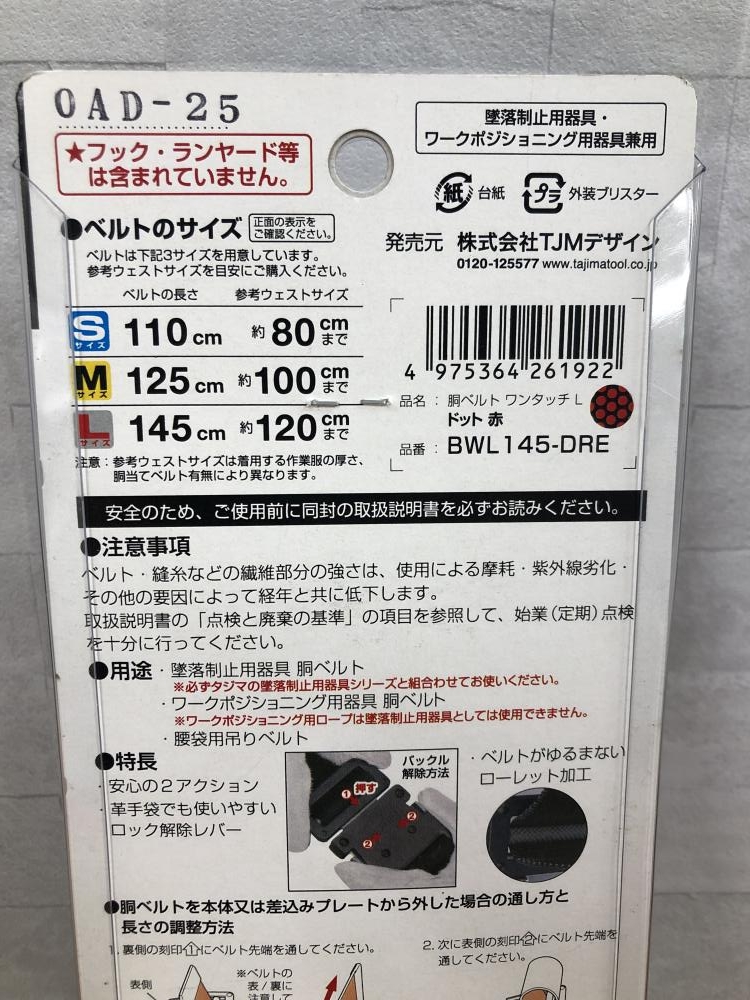 OAD-25
★フック・ランヤード等
は含まれていません。
墜落制止用器具・
ワークポジショニング用器具兼用
紙 台紙 プラ 外装ブリスター
発売元 株式会社TJMデザイン
0120-125577 www.tajimatool.co.jp
●ベルトのサイズ 正面の表示をご確認ください。
ベルトは下記3サイズを用意しています。
参考ウェストサイズを目安にご購入ください。
ベルトの長さ 参考ウェストサイズ
Sサイズ 110cm 約80cmまで
Mサイズ 125cm 約100cmまで
Lサイズ 145cm 約120cmまで
注意：参考ウェストサイズは着用する作業服の厚さ、
胴当てベルト有無により異なります。
4 975364 261922
品名：胴ベルト ワンタッチ L
ドット 赤
品番：BWL145-DRE
安全のため、ご使用前に同封の取扱説明書を必ずお読みください。
●注意事項
ベルト・縫糸などの繊維部分の強さは、使用による摩耗・紫外線劣化・
その他の要因によって経年と共に低下します。
取扱説明書の「点検と廃棄の基準」の項目を参照して、始業（定期）点検
を十分に行ってください。
●用途・墜落制止用器具 胴ベルト
※必ずタジマの墜落制止用器具シリーズと組合わせてお使いください。
・ワークポジショニング用器具 胴ベルト
※ワークポジショニング用ロープは墜落制止用器具としては使用できません。
・腰袋用吊りベルト
●特長
・安心の2アクション
・革手袋でも使いやすい
ロック解除レバー
バックル
解除方法
①押す
②
②
・ベルトがゆるまない
ローレット加工
●胴ベルトを本体又は差込みプレートから外した場合の通し方と
長さの調整方法
1. 裏側の刻印①にベルト先端を通してください。
2. 次に表側の刻印②にベルト先端を
通してください。
表側
※ベルトの
表/裏に
注意して